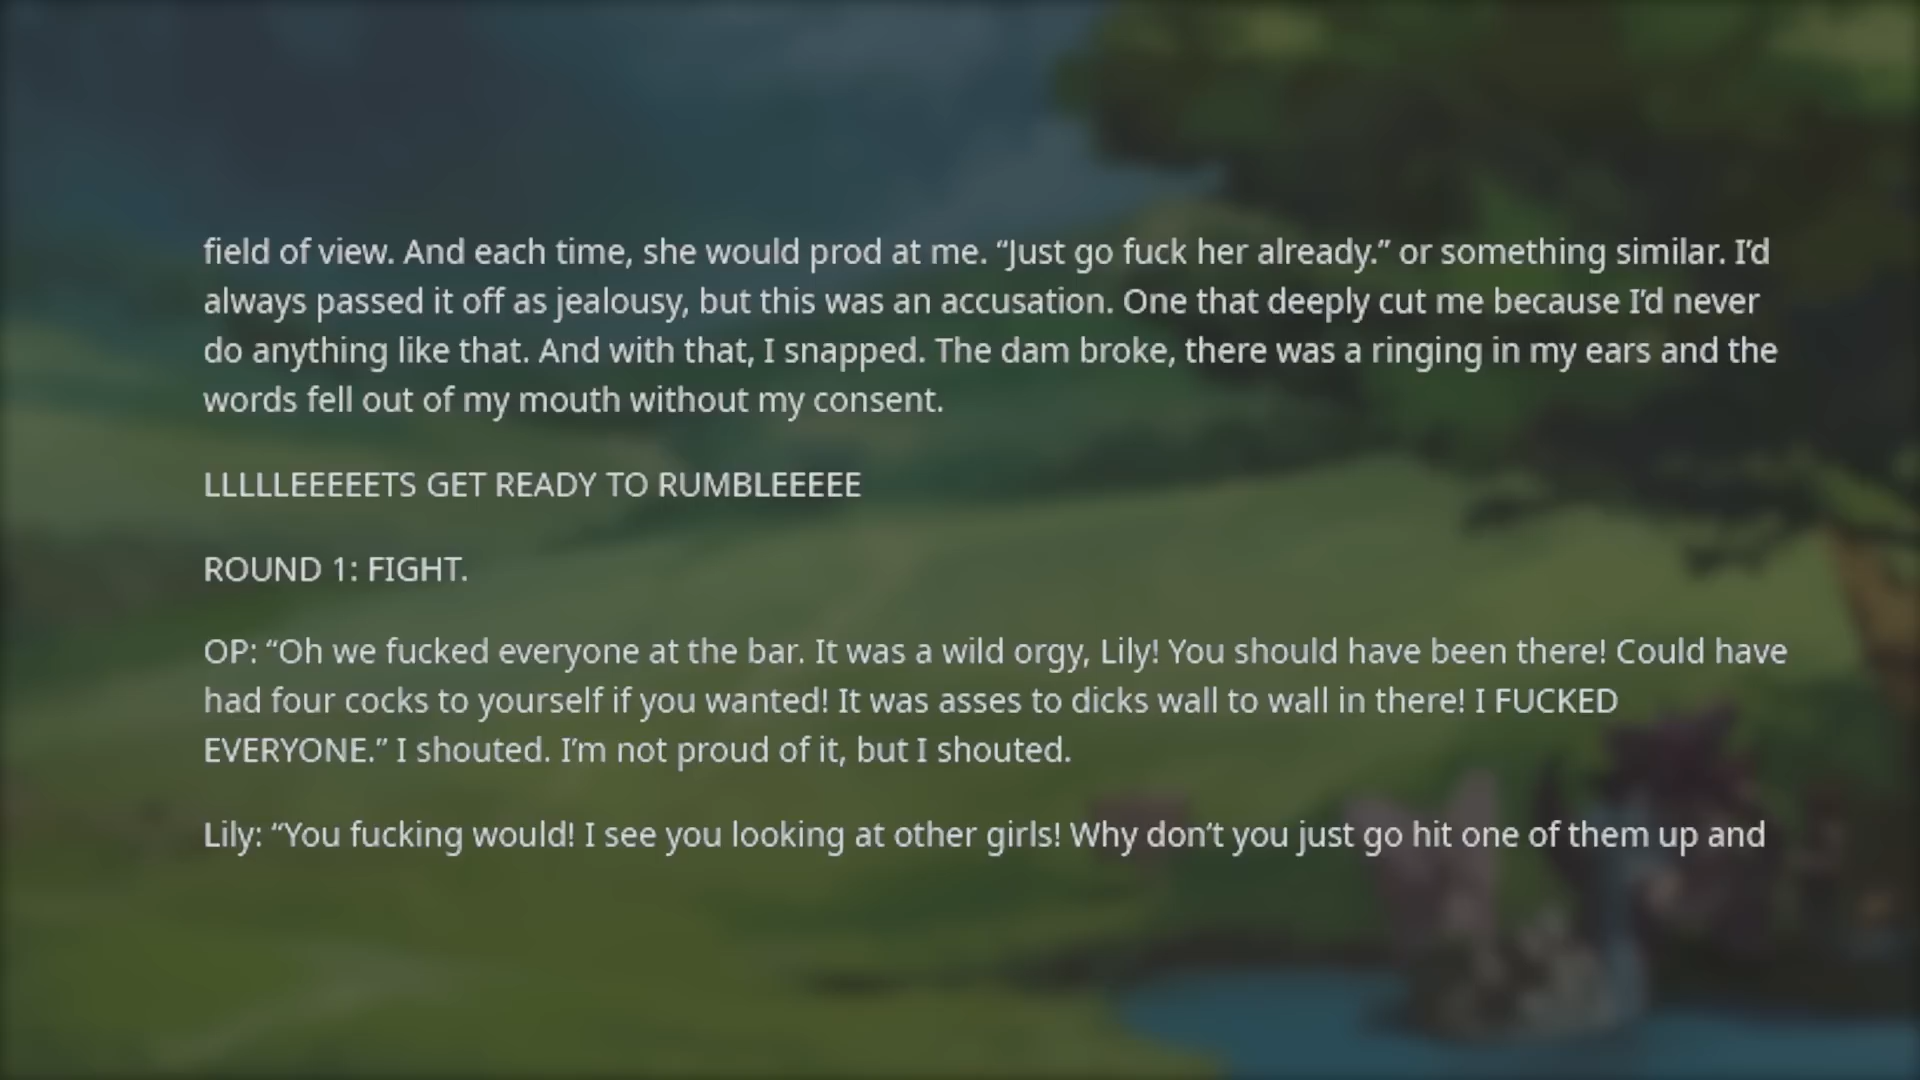 field of view. And each time, she would prod at me. “Just go fuck her already.” or something similar. I’d
always passed it off as jealousy, but this was an accusation. One that deeply cut me because I’d never
do anything like that. And with that, I snapped. The dam broke, there was a ringing in my ears and the
words fell out of my mouth without my consent.
LLLLLEEEEEETS GET READY TO RUMBLEEEEE
ROUND 1: FIGHT.
OP: “Oh we fucked everyone at the bar. It was a wild orgy, Lily! You should have been there! Could have
had four cocks to yourself if you wanted! It was asses to dicks wall to wall in there! I FUCKED
EVERYONE.” I shouted. I’m not proud of it, but I shouted.
Lily: “You fucking would! I see you looking at other girls! Why don’t you just go hit one of them up and